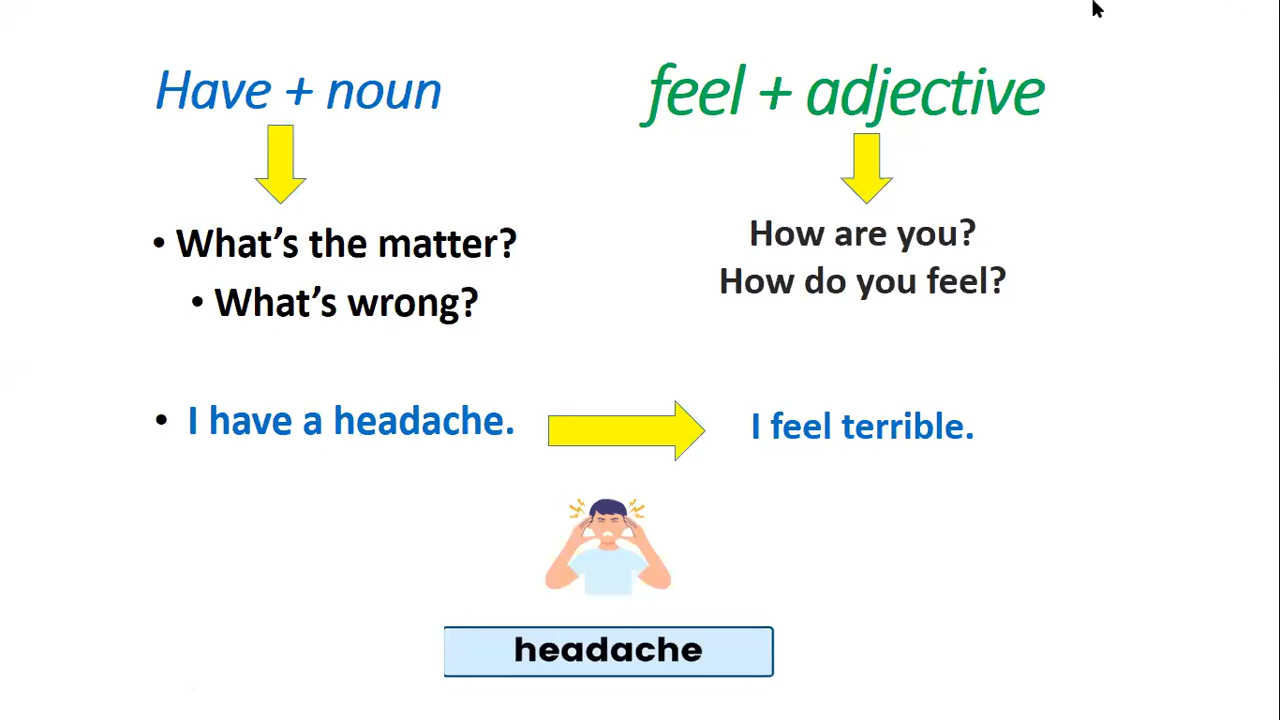 Have + noun
feel + adjective
• What’s the matter?
• What’s wrong?
How are you?
How do you feel?
• I have a headache.
I feel terrible.
headache